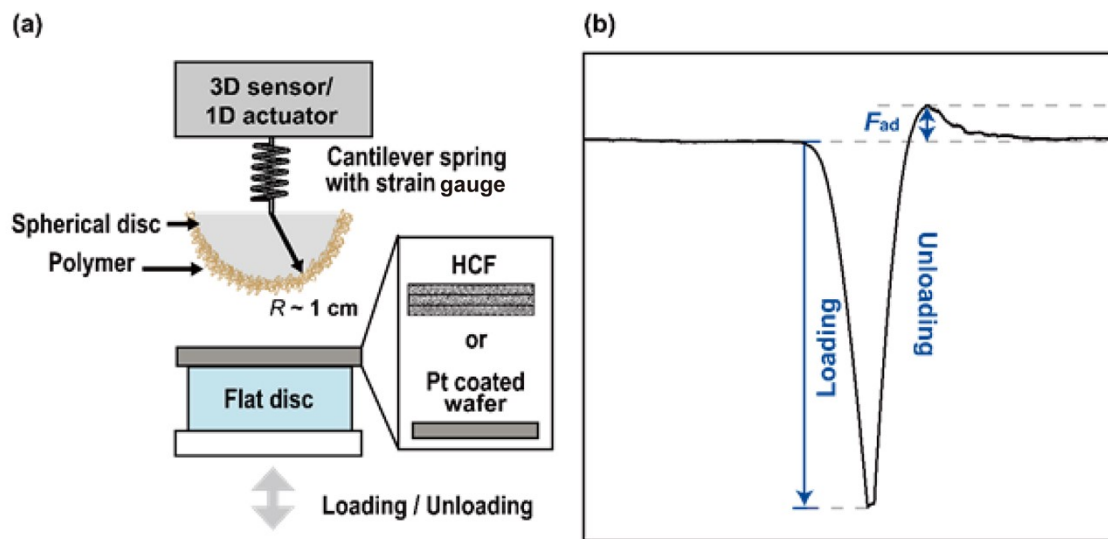 (a)
3D sensor/
1D actuator
Cantilever spring
with strain gauge
Spherical disc
Polymer
R ~ 1 cm
HCF
or
Pt coated
wafer
Flat disc
Loading / Unloading
(b)
Fad
Loading
Unloading